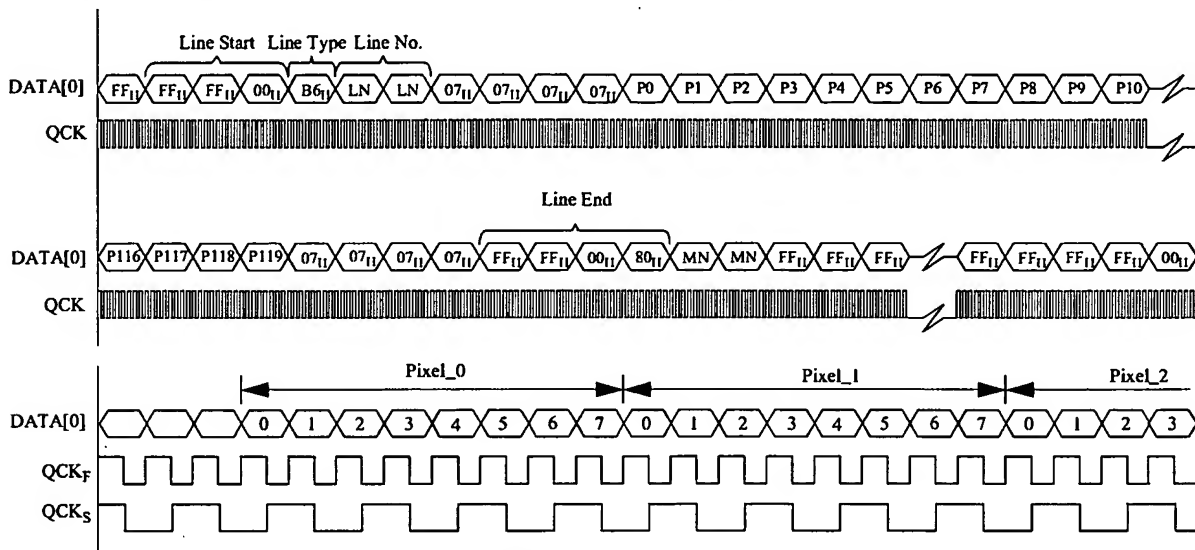 Line Start Line Type Line No.
DATA[0] FFH FFH FFH 00H B6H LN LN 07H 07H 07H 07H P0 P1 P2 P3 P4 P5 P6 P7 P8 P9 P10
QCK
Line End
DATA[0] P116 P117 P118 P119 07H 07H 07H 07H FFH FFH 00H 80H MN MN FFH FFH FFH FFH FFH FFH FFH 00H
QCK
Pixel_0 Pixel_1 Pixel_2
DATA[0] 0 1 2 3 4 5 6 7 0 1 2 3 4 5 6 7 0 1 2 3
QCKF
QCKS